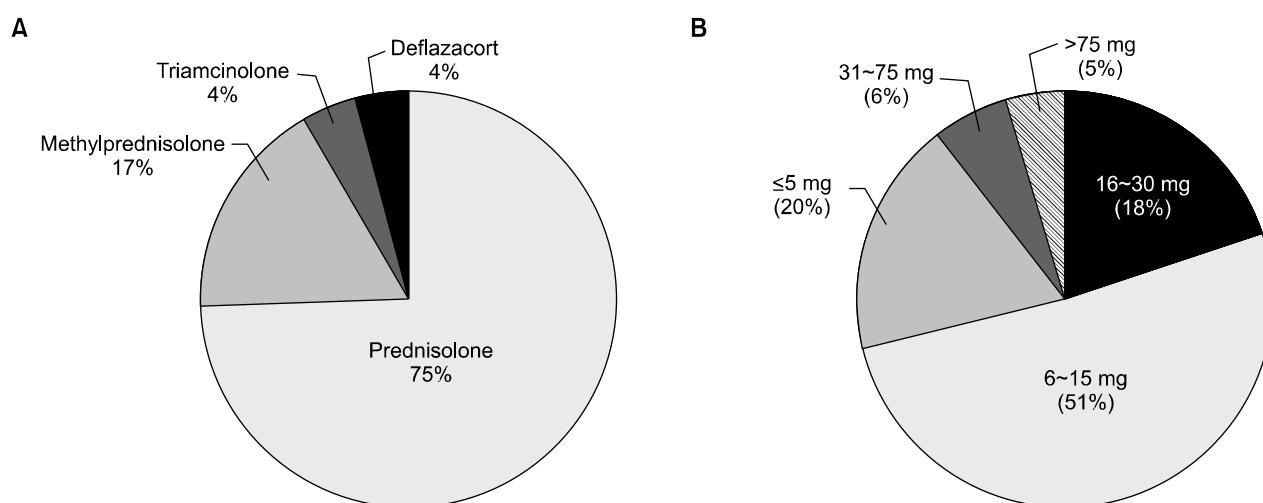 A
Deflazacort
4%
Triamcinolone
4%
Methylprednisolone
17%
Prednisolone
75%
B
>75 mg
(5%)
31~75 mg
(6%)
≤5 mg
(20%)
16~30 mg
(18%)
6~15 mg
(51%)